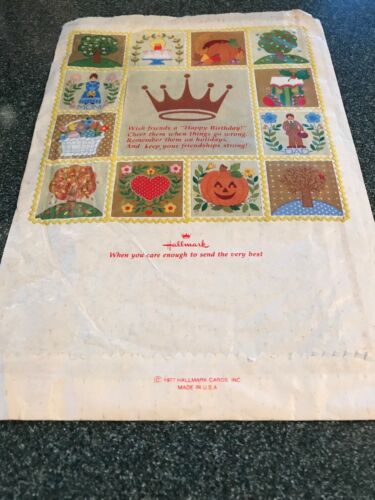 Wish friends a "Happy Birthday!"
Cheer them when things go wrong.
Remember them on holidays,
And keep your friendships strong!
DAD
Hallmark
When you care enough to send the very best
© 1977 HALLMARK CARDS, INC.
MADE IN U.S.A.